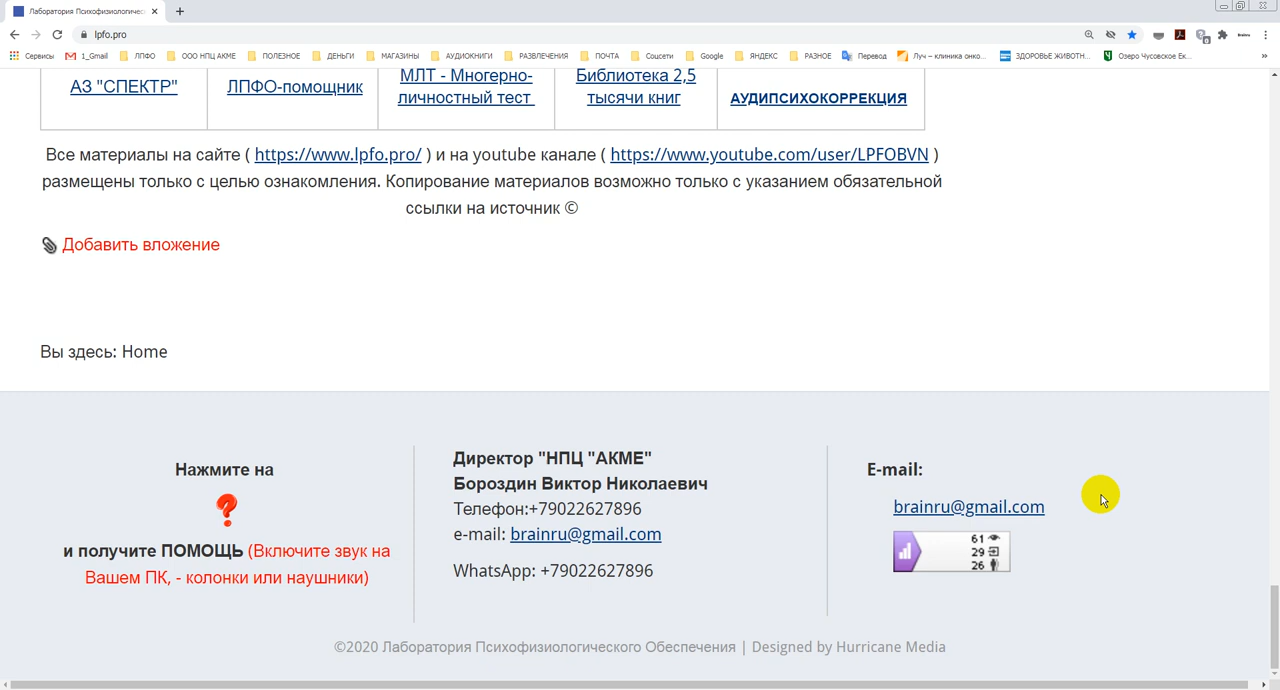 Лаборатория Психофизиологичес
lpfo.pro
Сервисы 1_Gmail ЛПФО ООО НПЦ АКМЕ ПОЛЕЗНОЕ ДЕНЬГИ МАГАЗИНЫ АУДИОКНИГИ РАЗВЛЕЧЕНИЯ ПОЧТА Соцсети Google ЯНДЕКС РАЗНОЕ Перевод Луч – клиника онко... ЗДОРОВЬЕ ЖИВОТН... Озеро Чусовское Ек... »
АЗ "СПЕКТР"
ЛПФО-помощник
МЛТ - Многерно-
личностный тест
Библиотека 2,5
тысячи книг
АУДИПСИХОКОРРЕКЦИЯ
Все материалы на сайте ( https://www.lpfo.pro/ ) и на youtube канале ( https://www.youtube.com/user/LPFOBVN )
размещены только с целью ознакомления. Копирование материалов возможно только с указанием обязательной
ссылки на источник ©
Добавить вложение
Вы здесь: Home
Нажмите на
и получите ПОМОЩЬ (Включите звук на
Вашем ПК, - колонки или наушники)
Директор "НПЦ "АКМЕ"
Бороздин Виктор Николаевич
Телефон:+79022627896
e-mail: brainru@gmail.com
WhatsApp: +79022627896
E-mail:
brainru@gmail.com
61
29
26
©2020 Лаборатория Психофизиологического Обеспечения | Designed by Hurricane Media